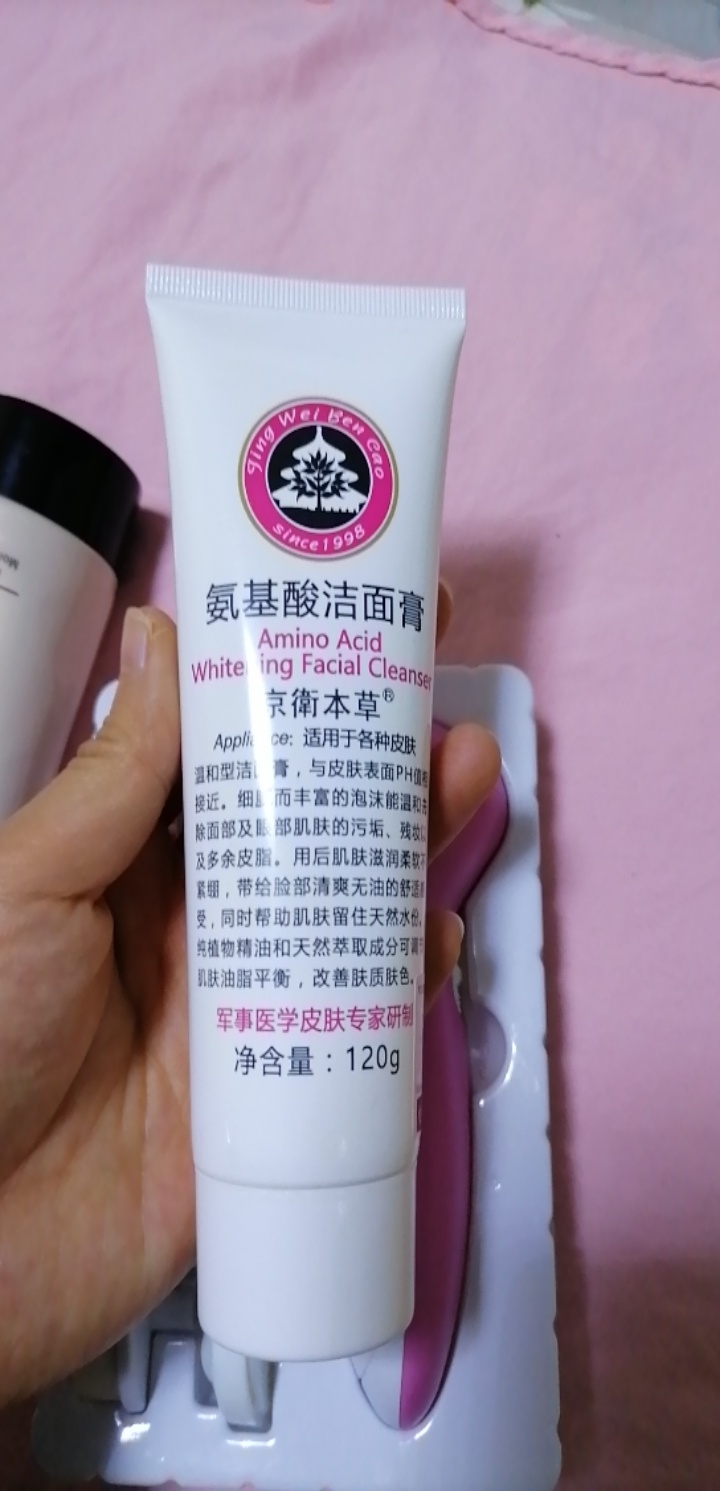 Jing Wei Ben Cao
since1998
氨基酸洁面膏
Amino Acid
Whitening Facial Cleanser
京衛本草®
适用于各种皮肤
温和型洁面膏，与皮肤表面PH值相
接近。细腻而丰富的泡沫能温和去
除面部及眼部肌肤的污垢、残妆以
及多余皮脂。用后肌肤滋润柔软不
紧绷，带给脸部清爽无油的舒适感
受，同时帮助肌肤留住天然水份。
纯植物精油和天然萃取成分可调节
肌肤油脂平衡，改善肤质肤色。
军事医学皮肤专家研制
净含量：120g